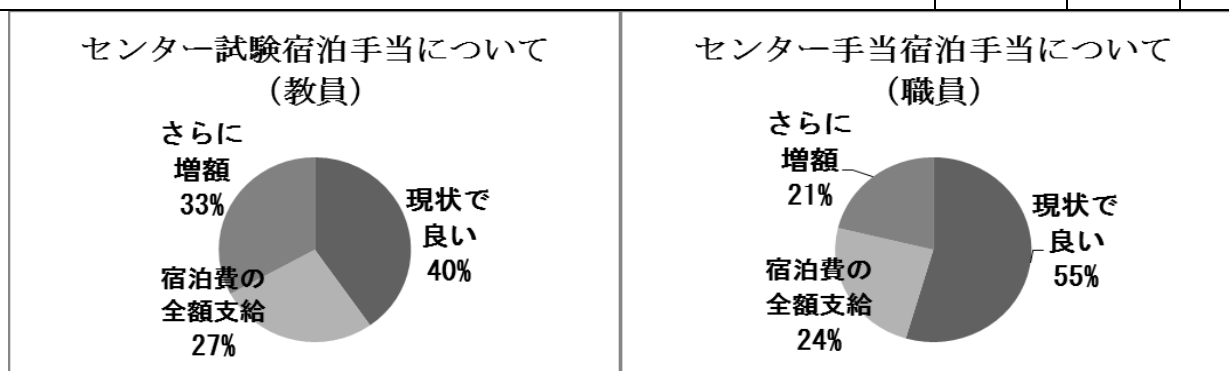 センター試験宿泊手当について
（教員）
さらに
増額
33%
現状で
良い
40%
宿泊費の
全額支給
27%
センター手当宿泊手当について
（職員）
さらに
増額
21%
現状で
良い
55%
宿泊費の
全額支給
24%